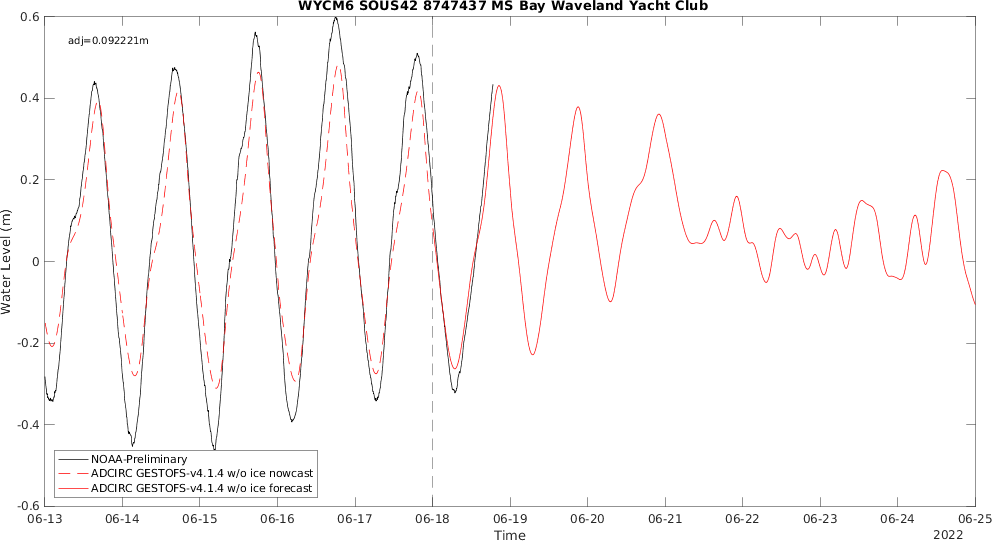 WYCM6 SOUS42 8747437 MS Bay Waveland Yacht Club
adj=0.092221m
Water Level (m)
0.6
0.4
0.2
0
-0.2
-0.4
-0.6
NOAA-Preliminary
ADCIRC GESTOFS-v4.1.4 w/o ice nowcast
ADCIRC GESTOFS-v4.1.4 w/o ice forecast
06-13 06-14 06-15 06-16 06-17 06-18 06-19 06-20 06-21 06-22 06-23 06-24 06-25
Time
2022